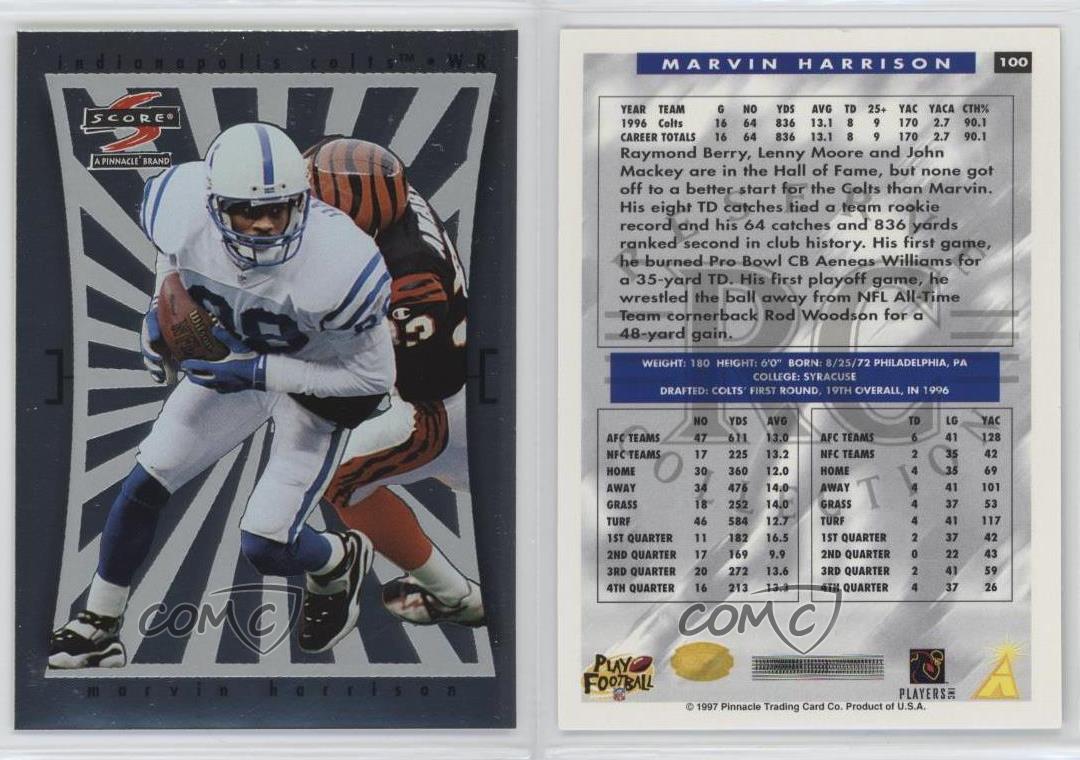 indianapolis colts™ • WR
SCORE®
A PINNACLE® BRAND
88
Wilson
NFL
marvin harrison
COMC
MARVIN HARRISON 100
YEAR TEAM G NO YDS AVG TD 25+ YAC YACA CTH%
1996 Colts 16 64 836 13.1 8 9 170 2.7 90.1
CAREER TOTALS 16 64 836 13.1 8 9 170 2.7 90.1
Raymond Berry, Lenny Moore and John
Mackey are in the Hall of Fame, but none got
off to a better start for the Colts than Marvin.
His eight TD catches tied a team rookie
record and his 64 catches and 836 yards
ranked second in club history. His first game,
he burned Pro Bowl CB Aeneas Williams for
a 35-yard TD. His first playoff game, he
wrestled the ball away from NFL All-Time
Team cornerback Rod Woodson for a
48-yard gain.
RESERVE
RC
COLLECTION
WEIGHT: 180 HEIGHT: 6'0" BORN: 8/25/72 PHILADELPHIA, PA
COLLEGE: SYRACUSE
DRAFTED: COLTS' FIRST ROUND, 19TH OVERALL, IN 1996
NO YDS AVG
AFC TEAMS 47 611 13.0
NFC TEAMS 17 225 13.2
HOME 30 360 12.0
AWAY 34 476 14.0
GRASS 18 252 14.0
TURF 46 584 12.7
1ST QUARTER 11 182 16.5
2ND QUARTER 17 169 9.9
3RD QUARTER 20 272 13.6
4TH QUARTER 16 213 13.3
TD LG YAC
AFC TEAMS 6 41 128
NFC TEAMS 2 35 42
HOME 4 35 69
AWAY 4 41 101
GRASS 4 37 53
TURF 4 41 117
1ST QUARTER 2 37 42
2ND QUARTER 0 22 43
3RD QUARTER 2 41 59
4TH QUARTER 4 37 26
COMC
PLAY
FOOTBALL
NFL
PLAYERS INC
© 1997 Pinnacle Trading Card Co. Product of U.S.A.